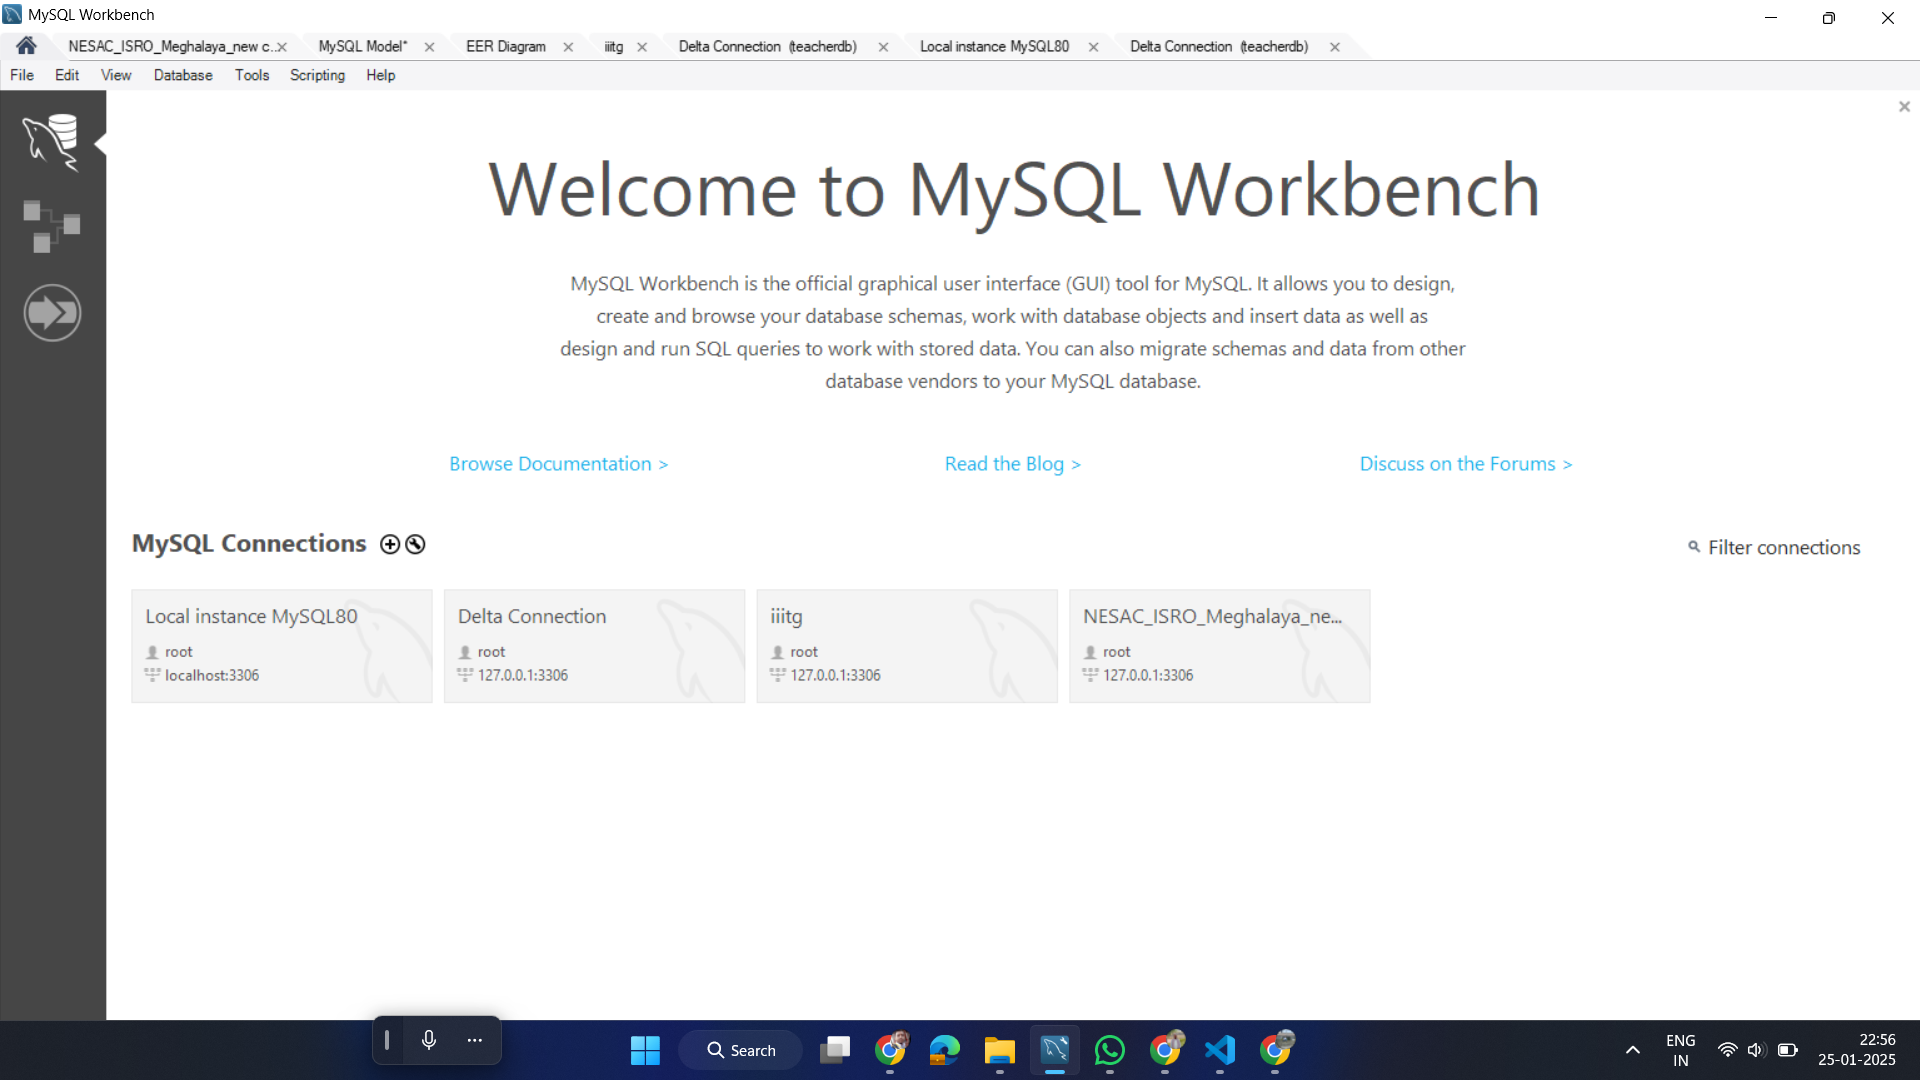 MySQL Workbench
NESAC_ISRO_Meghalaya_new c...
MySQL Model*
EER Diagram
iiitg
Delta Connection (teacherdb)
Local instance MySQL80
Delta Connection (teacherdb)
File Edit View Database Tools Scripting Help
Welcome to MySQL Workbench
MySQL Workbench is the official graphical user interface (GUI) tool for MySQL. It allows you to design,
create and browse your database schemas, work with database objects and insert data as well as
design and run SQL queries to work with stored data. You can also migrate schemas and data from other
database vendors to your MySQL database.
Browse Documentation >
Read the Blog >
Discuss on the Forums >
MySQL Connections
Filter connections
Local instance MySQL80
root
localhost:3306
Delta Connection
root
127.0.0.1:3306
iiitg
root
127.0.0.1:3306
NESAC_ISRO_Meghalaya_ne...
root
127.0.0.1:3306
Search
ENG
IN
22:56
25-01-2025